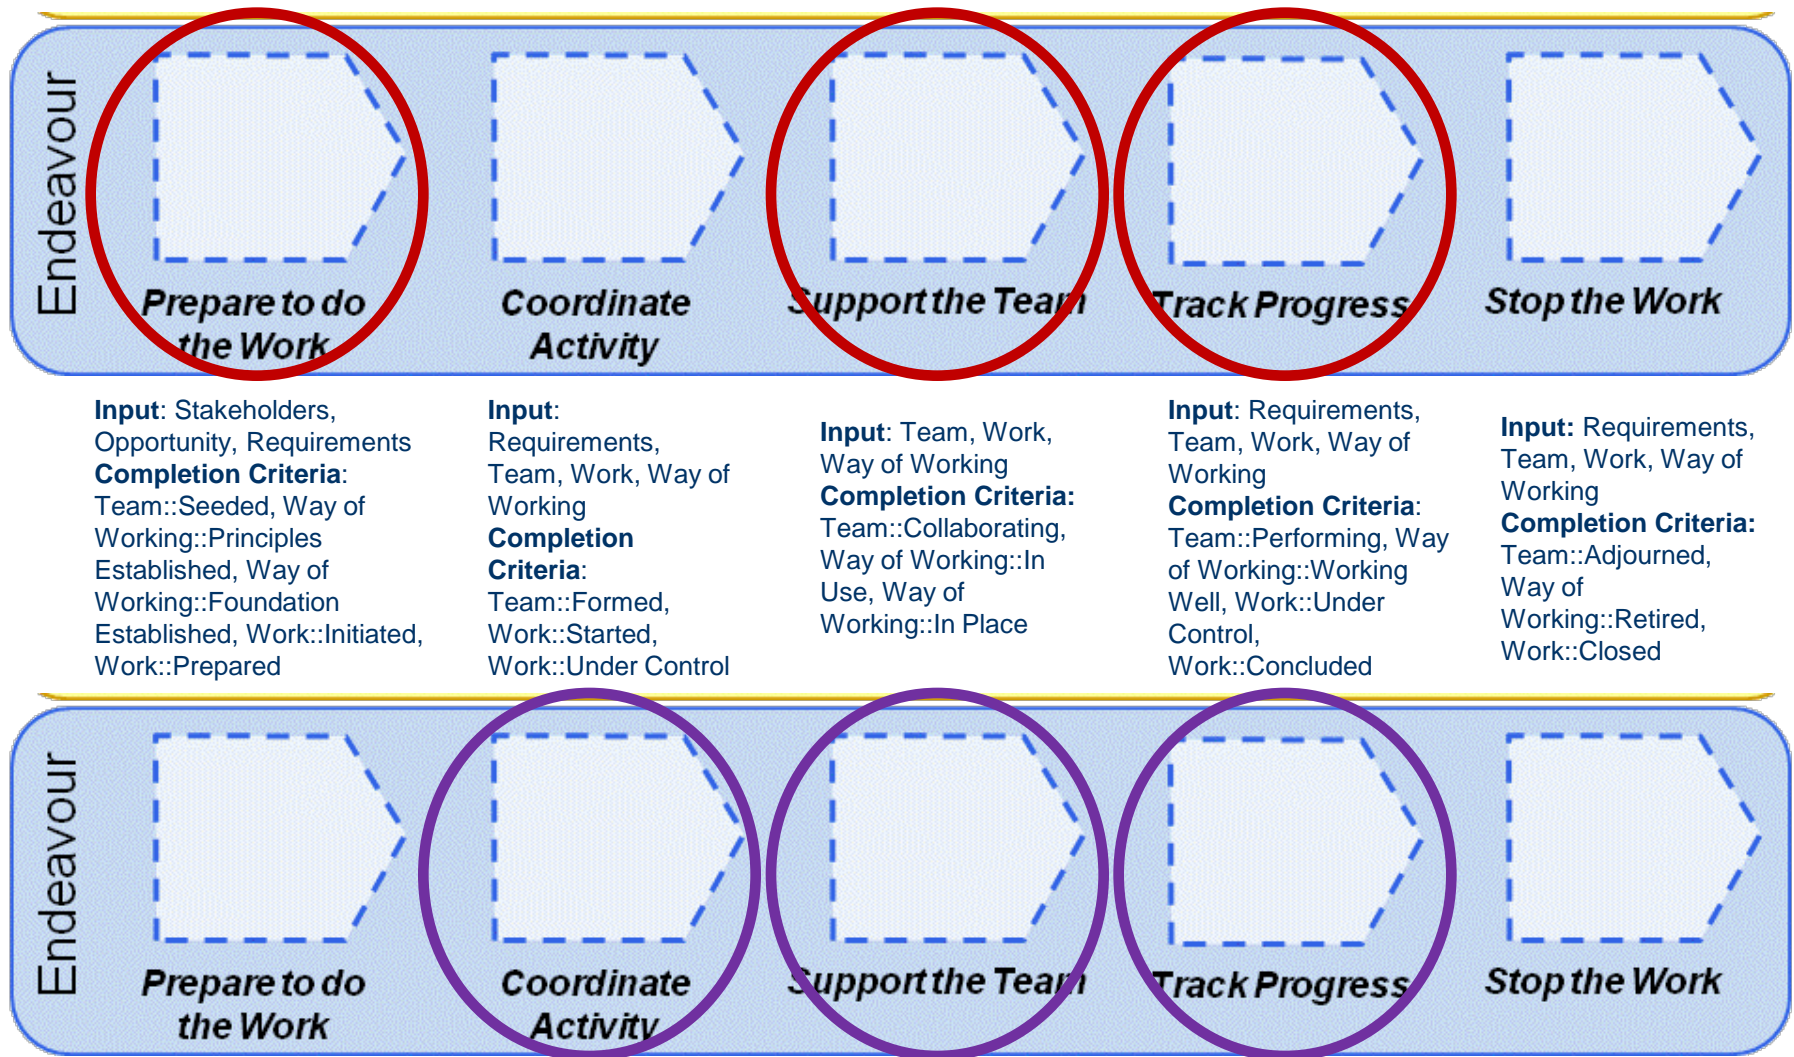 Endeavour
Prepare to do
the Work
Coordinate
Activity
Support the Team
Track Progress
Stop the Work
Input: Stakeholders,
Opportunity, Requirements
Completion Criteria:
Team::Seeded, Way of
Working::Principles
Established, Way of
Working::Foundation
Established, Work::Initiated,
Work::Prepared
Input:
Requirements,
Team, Work, Way of
Working
Completion
Criteria:
Team::Formed,
Work::Started,
Work::Under Control
Input: Team, Work,
Way of Working
Completion Criteria:
Team::Collaborating,
Way of Working::In
Use, Way of
Working::In Place
Input: Requirements,
Team, Work, Way of
Working
Completion Criteria:
Team::Performing, Way
of Working::Working
Well, Work::Under
Control,
Work::Concluded
Input: Requirements,
Team, Work, Way of
Working
Completion Criteria:
Team::Adjourned,
Way of
Working::Retired,
Work::Closed
Endeavour
Prepare to do
the Work
Coordinate
Activity
Support the Team
Track Progress
Stop the Work